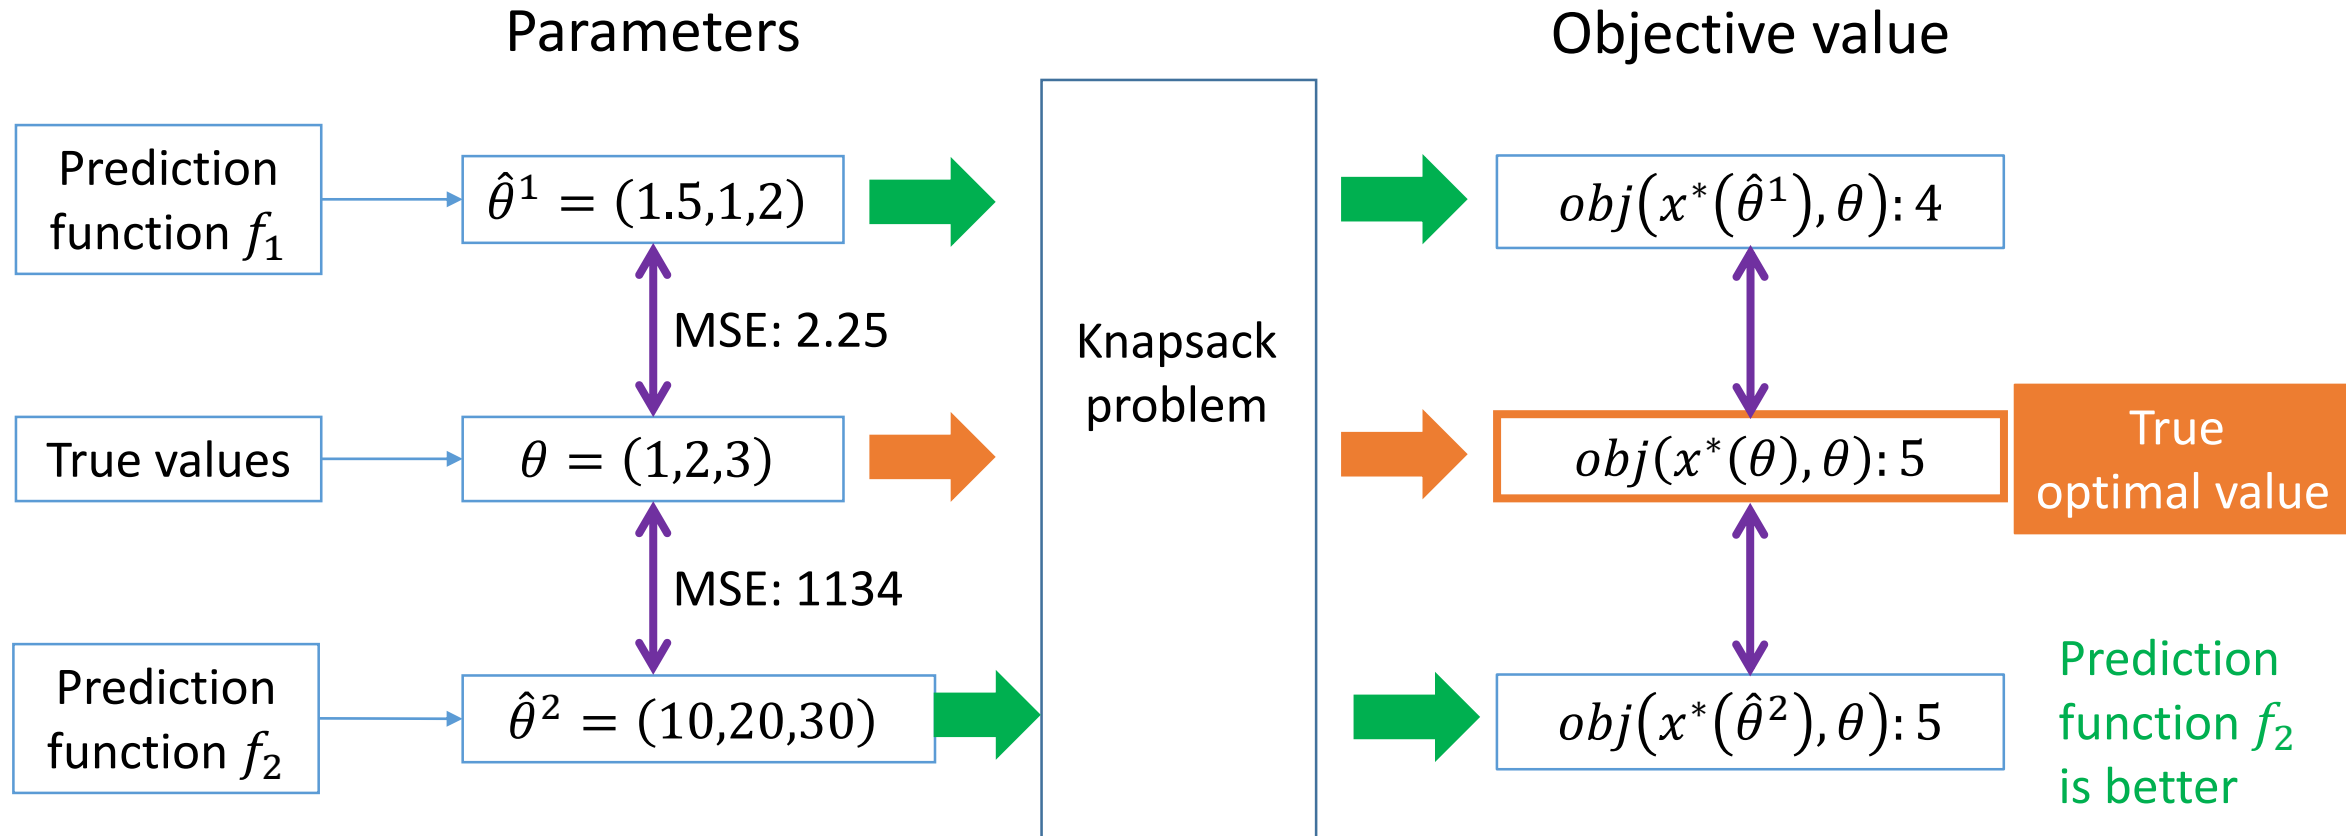 Parameters
Objective value
Prediction
function f₁
θ̂¹ = (1.5,1,2)
obj(x*(θ̂¹), θ): 4
MSE: 2.25
Knapsack
problem
True values
θ = (1,2,3)
obj(x*(θ), θ): 5
True
optimal value
MSE: 1134
Prediction
function f₂
θ̂² = (10,20,30)
obj(x*(θ̂²), θ): 5
Prediction
function f₂
is better